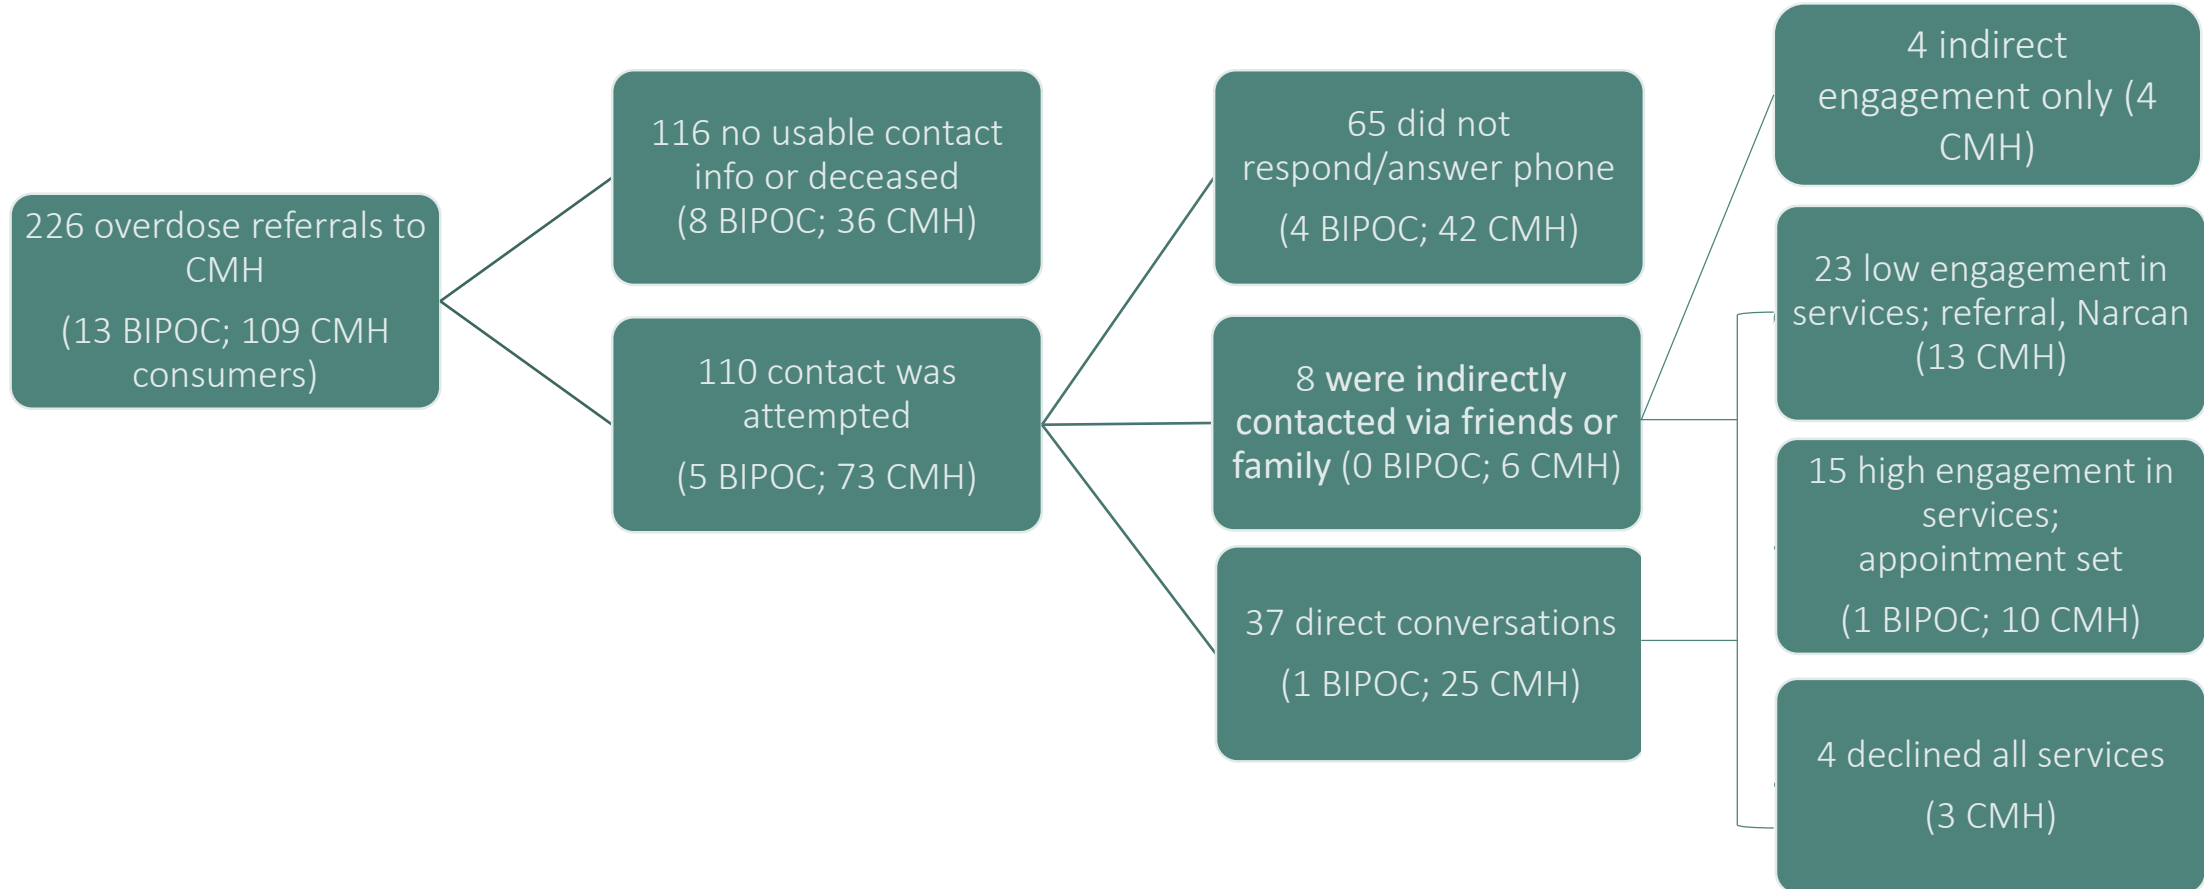 226 overdose referrals to
CMH
(13 BIPOC; 109 CMH
consumers)
116 no usable contact
info or deceased
(8 BIPOC; 36 CMH)
110 contact was
attempted
(5 BIPOC; 73 CMH)
65 did not
respond/answer phone
(4 BIPOC; 42 CMH)
8 were indirectly
contacted via friends or
family (0 BIPOC; 6 CMH)
37 direct conversations
(1 BIPOC; 25 CMH)
4 indirect
engagement only (4
CMH)
23 low engagement in
services; referral, Narcan
(13 CMH)
15 high engagement in
services;
appointment set
(1 BIPOC; 10 CMH)
4 declined all services
(3 CMH)